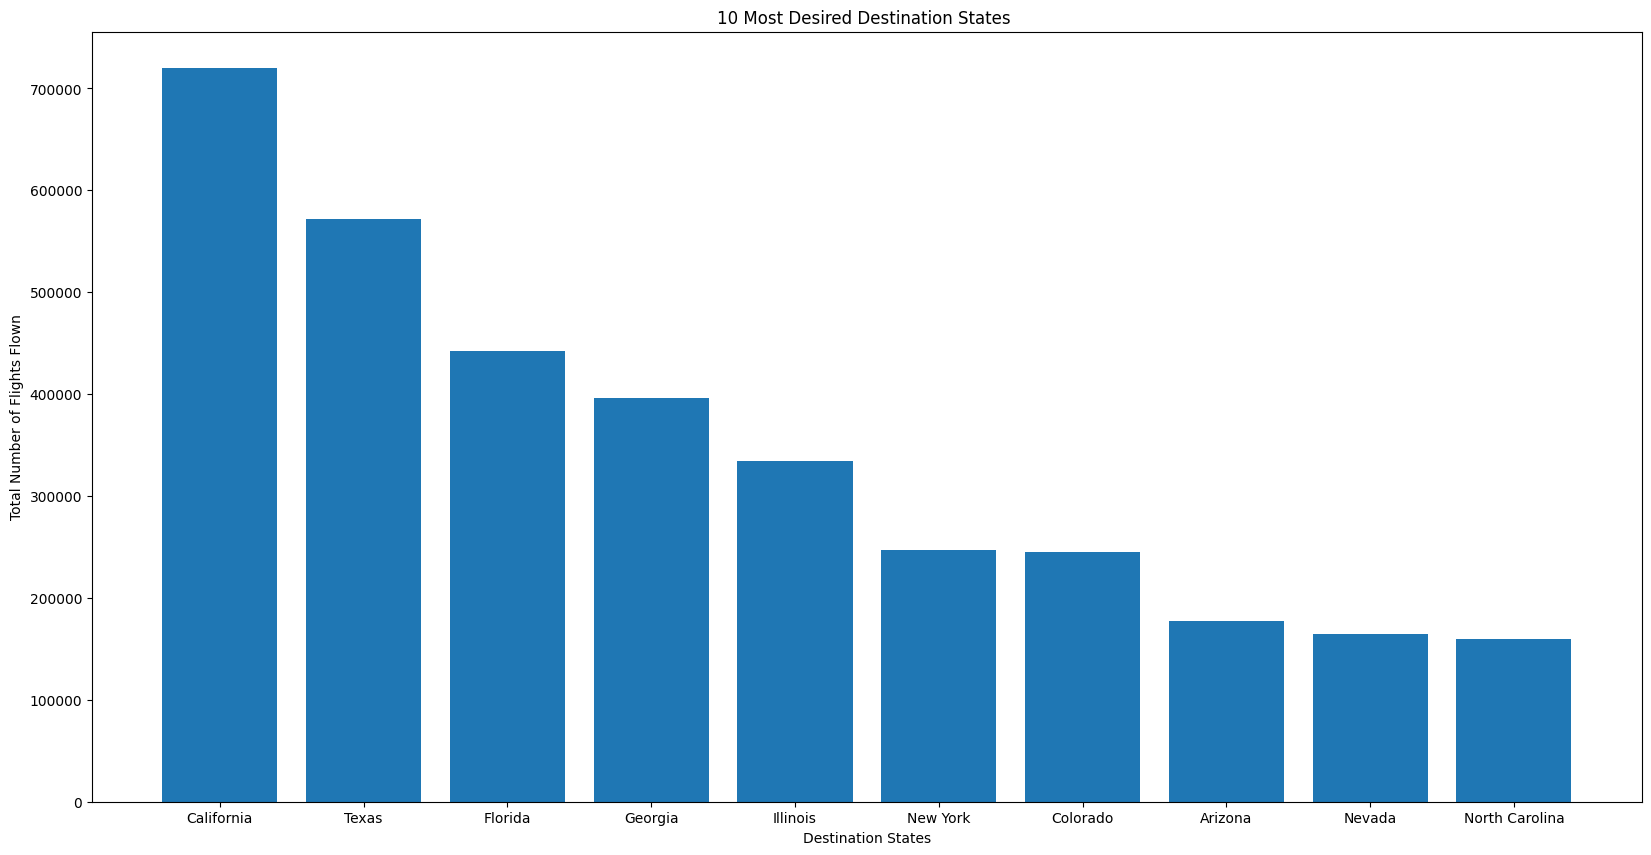 10 Most Desired Destination States
Total Number of Flights Flown
700000
600000
500000
400000
300000
200000
100000
0
California Texas Florida Georgia Illinois New York Colorado Arizona Nevada North Carolina
Destination States